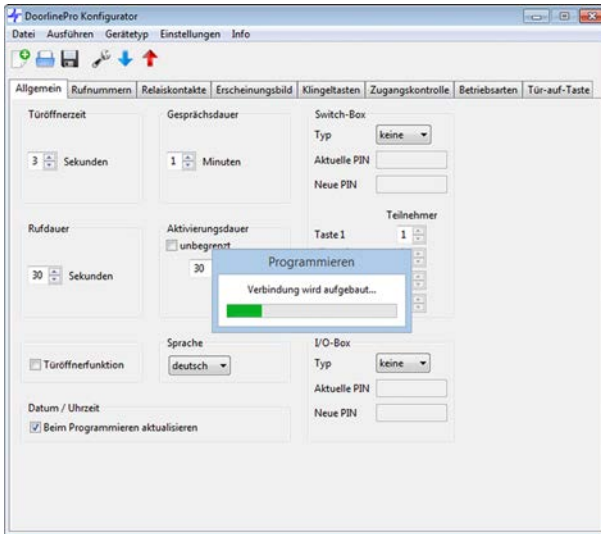 DoorlinePro Konfigurator
Datei Ausführen Gerätetyp Einstellungen Info
Allgemein Rufnummern Relaiskontakte Erscheinungsbild Klingeltasten Zugangskontrolle Betriebsarten Tür-auf-Taste
Türöffnerzeit Gesprächsdauer Switch-Box
Typ keine
3 Sekunden 1 Minuten Aktuelle PIN
Neue PIN
Teilnehmer
Rufdauer Aktivierungsdauer Taste 1 1
unbegrenzt
30 Sekunden 30
Programmieren
Verbindung wird aufgebaut...
Sprache I/O-Box
Türöffnerfunktion deutsch Typ keine
Aktuelle PIN
Datum / Uhrzeit Neue PIN
Beim Programmieren aktualisieren